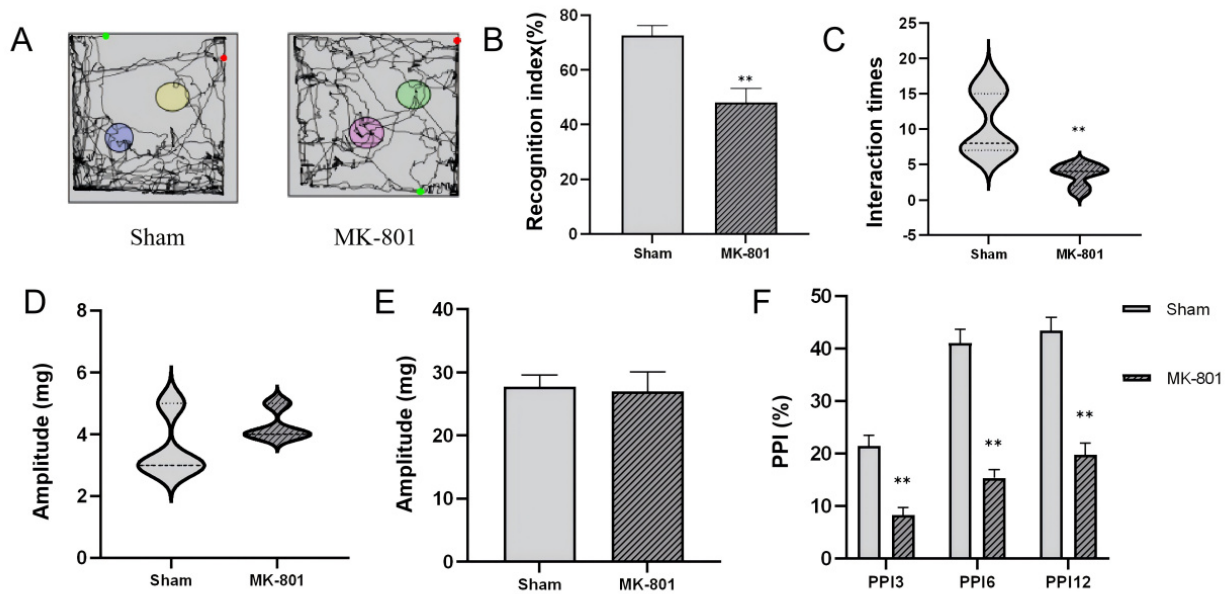 A
Sham
MK-801
B
Recognition index(%)
80
60
40
20
0
**
Sham
MK-801
C
Interaction times
25
20
15
10
5
0
-5
**
Sham
MK-801
D
Amplitude (mg)
8
6
4
2
0
Sham
MK-801
E
Amplitude (mg)
40
30
20
10
0
Sham
MK-801
F
PPI (%)
50
40
30
20
10
0
**
**
**
PPI3
PPI6
PPI12
Sham
MK-801